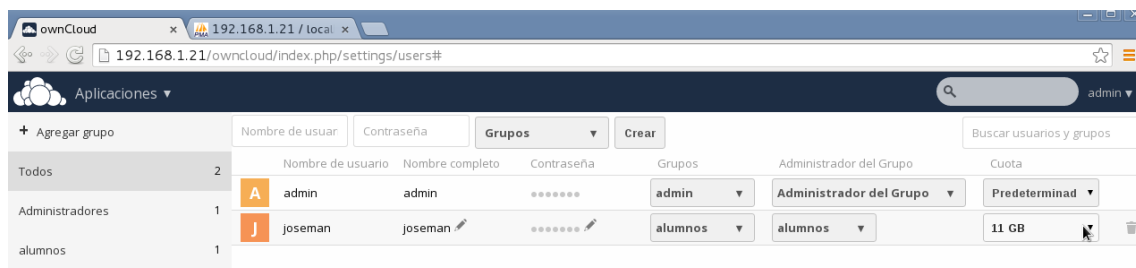 ownCloud × 192.168.1.21 / local ×
192.168.1.21/owncloud/index.php/settings/users#
Aplicaciones ▼ admin ▼
+ Agregar grupo Nombre de usuar Contraseña Grupos ▼ Crear Buscar usuarios y grupos
Todos 2 Nombre de usuario Nombre completo Contraseña Grupos Administrador del Grupo Cuota
A admin admin ●●●●●●● admin ▼ Administrador del Grupo ▼ Predeterminad ▼
Administradores 1
J joseman joseman ●●●●●●● alumnos ▼ alumnos ▼ 11 GB ▼
alumnos 1